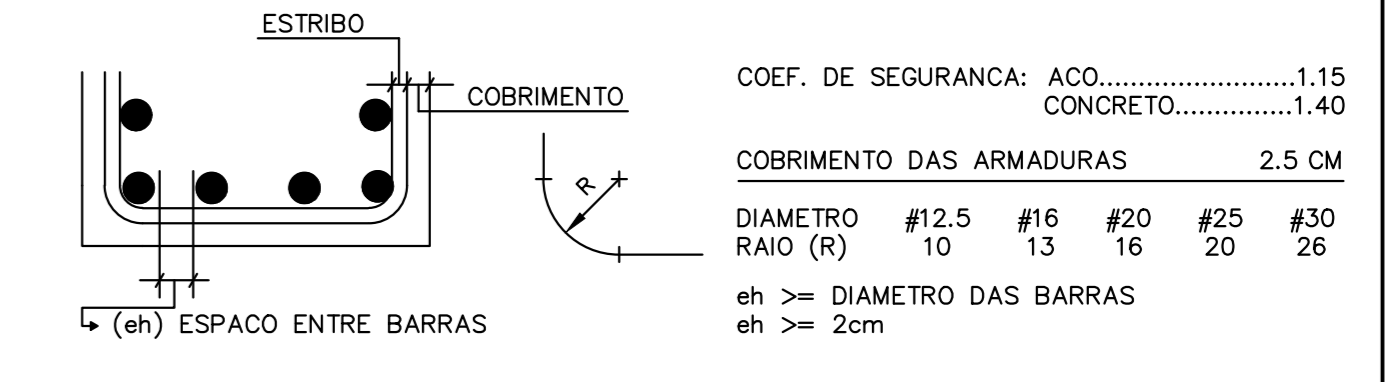 ESTRIBO
COBRIMENTO
R
(eh) ESPACO ENTRE BARRAS
COEF. DE SEGURANCA: ACO........................1.15
CONCRETO..............1.40
COBRIMENTO DAS ARMADURAS 2.5 CM
DIAMETRO #12.5 #16 #20 #25 #30
RAIO (R) 10 13 16 20 26
eh >= DIAMETRO DAS BARRAS
eh >= 2cm